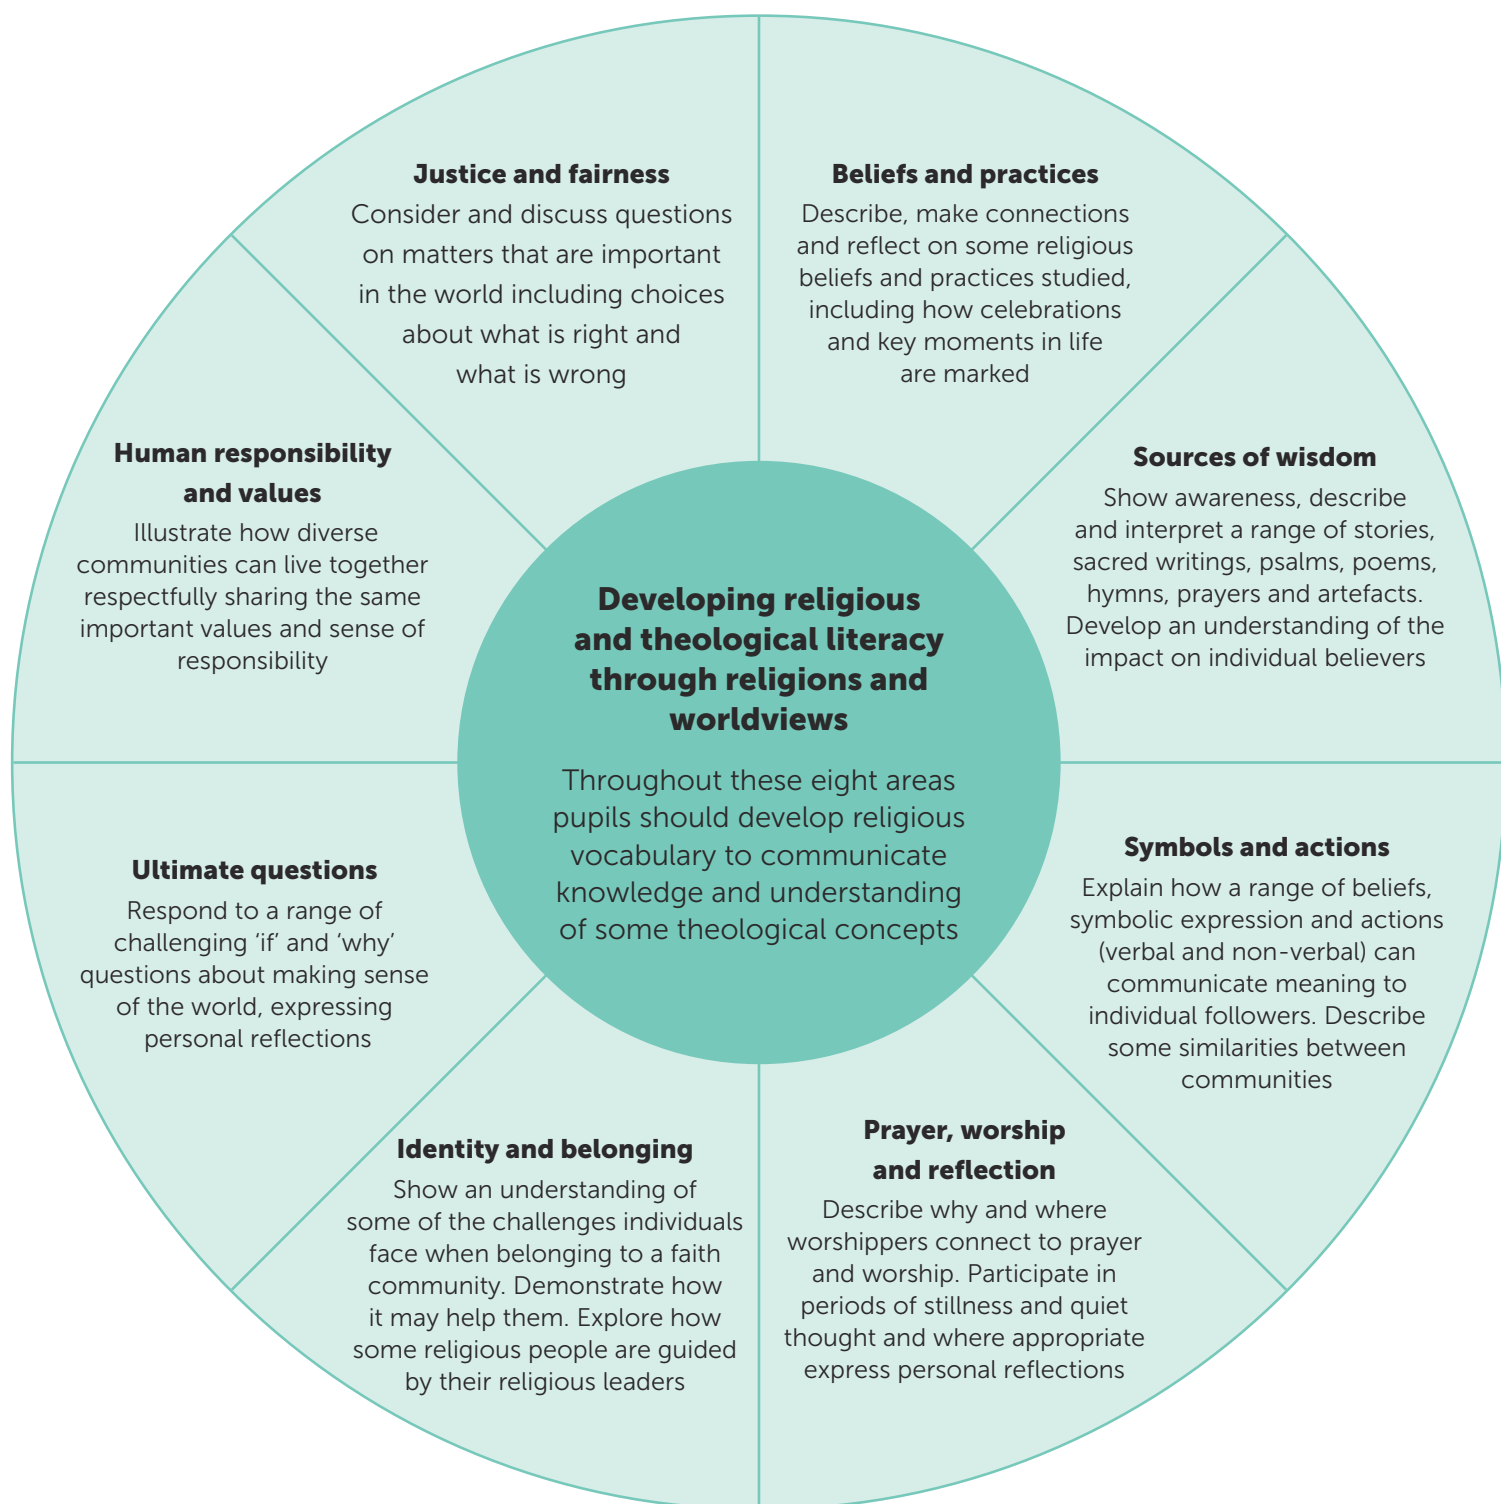 Justice and fairness
Consider and discuss questions
on matters that are important
in the world including choices
about what is right and
what is wrong
Beliefs and practices
Describe, make connections
and reflect on some religious
beliefs and practices studied,
including how celebrations
and key moments in life
are marked
Sources of wisdom
Show awareness, describe
and interpret a range of stories,
sacred writings, psalms, poems,
hymns, prayers and artefacts.
Develop an understanding of the
impact on individual believers
Symbols and actions
Explain how a range of beliefs,
symbolic expression and actions
(verbal and non-verbal) can
communicate meaning to
individual followers. Describe
some similarities between
communities
Prayer, worship
and reflection
Describe why and where
worshippers connect to prayer
and worship. Participate in
periods of stillness and quiet
thought and where appropriate
express personal reflections
Identity and belonging
Show an understanding of
some of the challenges individuals
face when belonging to a faith
community. Demonstrate how
it may help them. Explore how
some religious people are guided
by their religious leaders
Ultimate questions
Respond to a range of
challenging ‘if’ and ‘why’
questions about making sense
of the world, expressing
personal reflections
Human responsibility
and values
Illustrate how diverse
communities can live together
respectfully sharing the same
important values and sense of
responsibility
Developing religious
and theological literacy
through religions and
worldviews
Throughout these eight areas
pupils should develop religious
vocabulary to communicate
knowledge and understanding
of some theological concepts